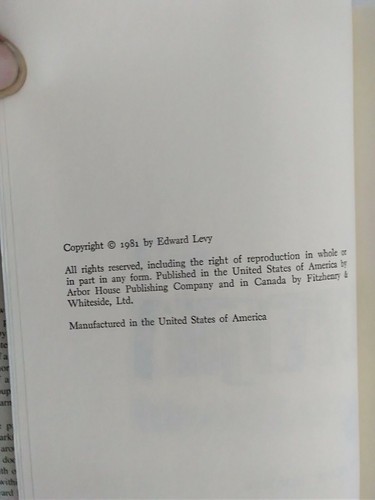 Copyright © 1981 by Edward Levy
All rights reserved, including the right of reproduction in whole or
in part in any form. Published in the United States of America by
Arbor House Publishing Company and in Canada by Fitzhenry &
Whiteside, Ltd.
Manufactured in the United States of America